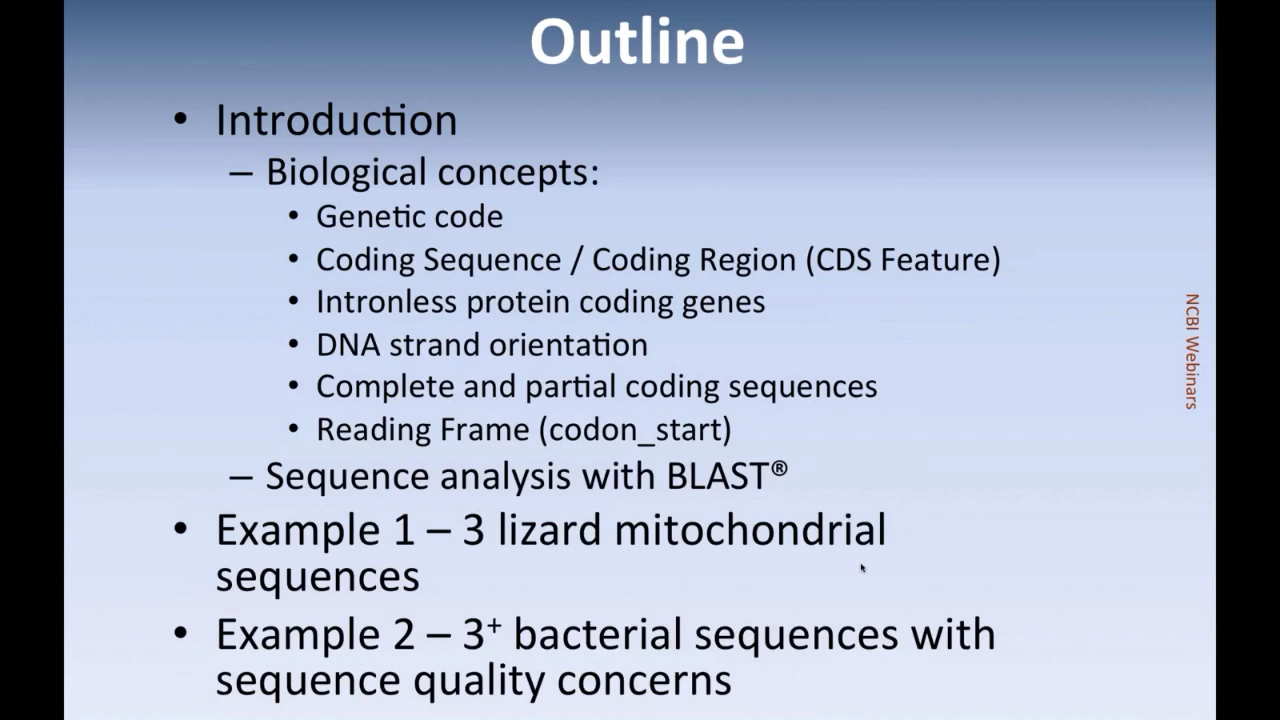 Outline
• Introduction
– Biological concepts:
• Genetic code
• Coding Sequence / Coding Region (CDS Feature)
• Intronless protein coding genes
• DNA strand orientation
• Complete and partial coding sequences
• Reading Frame (codon_start)
– Sequence analysis with BLAST®
• Example 1 – 3 lizard mitochondrial
sequences
• Example 2 – 3⁺ bacterial sequences with
sequence quality concerns
NCBI Webinars